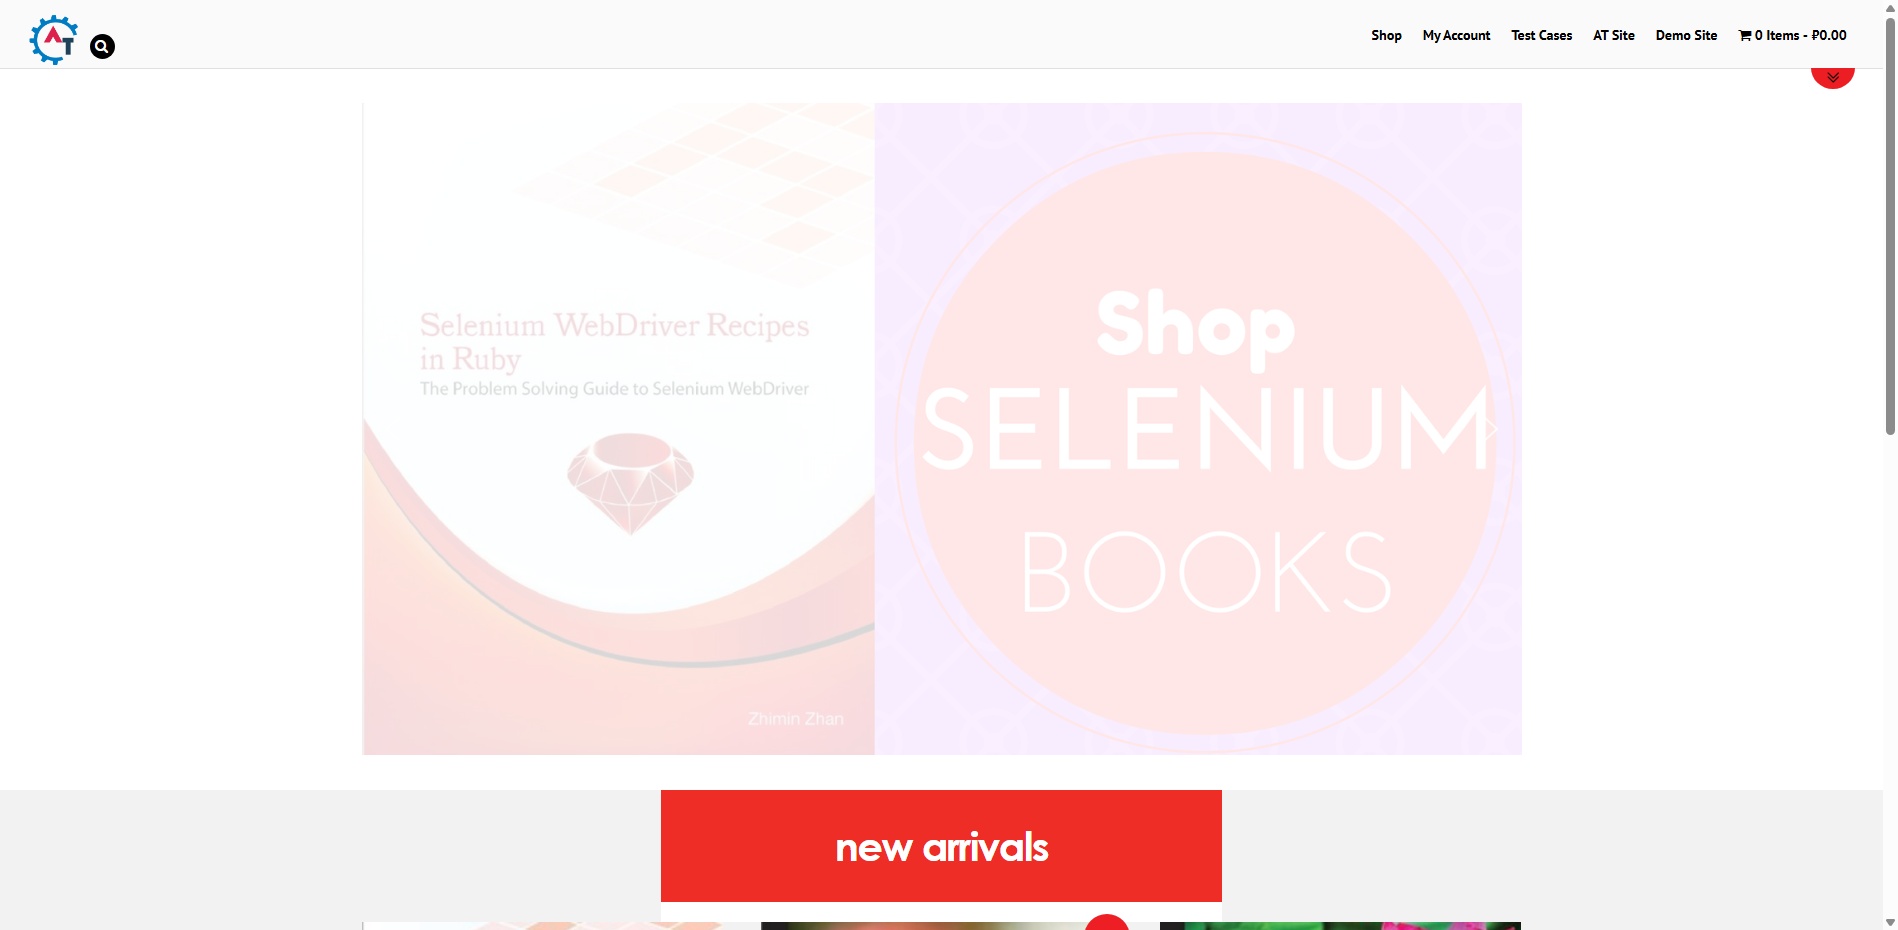 AT
Shop
My Account
Test Cases
AT Site
Demo Site
0 Items - ₽0.00
Selenium WebDriver Recipes
in Ruby
The Problem Solving Guide to Selenium WebDriver
Zhimin Zhan
Shop
SELENIUM
BOOKS
new arrivals